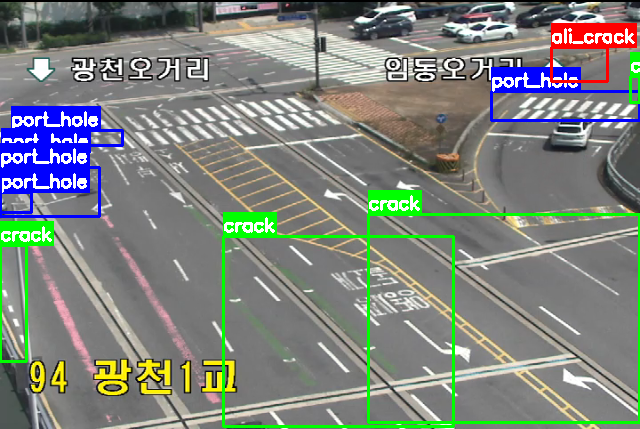 ali_crack
광천오거리
임동오거리
port_hole
c
port_hole
port_hole
port_hole
port_hole
crack
crack
crack
94 광천1교